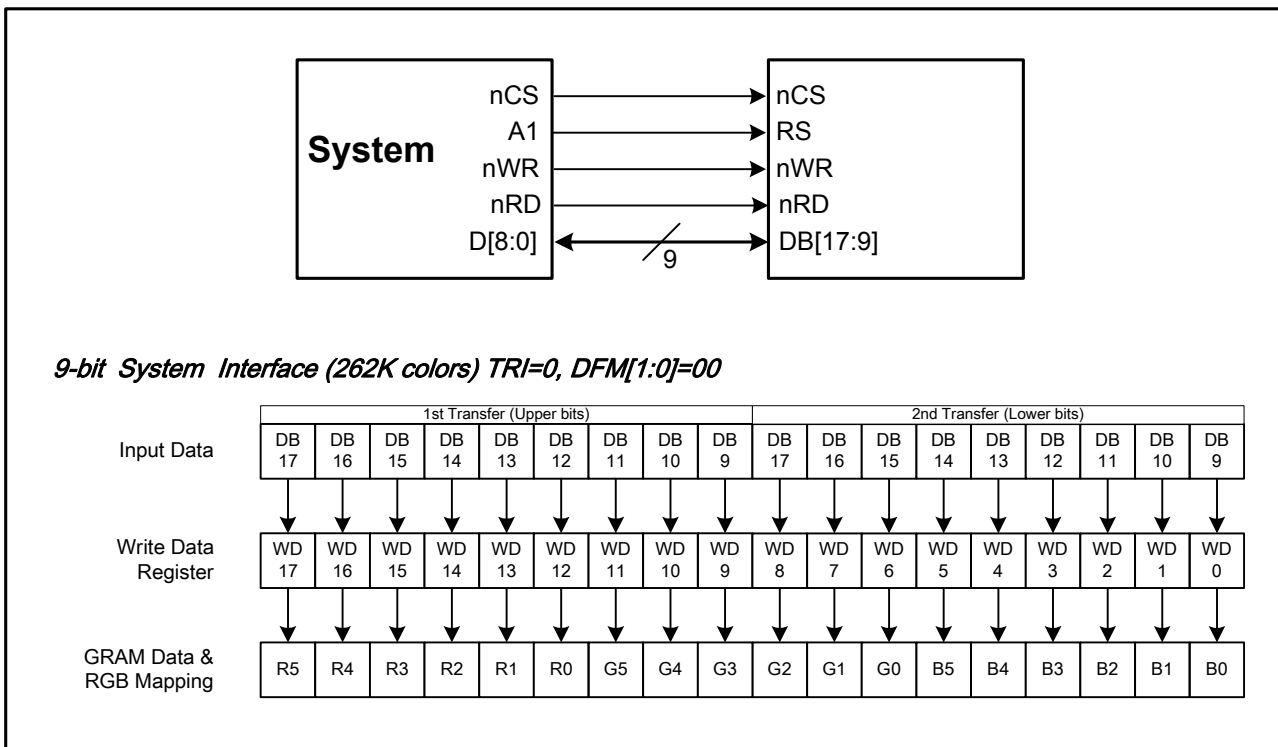 nCS nCS
System A1 RS
nWR nWR
nRD nRD
D[8:0] 9 DB[17:9]
9-bit System Interface (262K colors) TRI=0, DFM[1:0]=00
1st Transfer (Upper bits) 2nd Transfer (Lower bits)
Input Data DB 17 DB 16 DB 15 DB 14 DB 13 DB 12 DB 11 DB 10 DB 9 DB 17 DB 16 DB 15 DB 14 DB 13 DB 12 DB 11 DB 10 DB 9
Write Data Register WD 17 WD 16 WD 15 WD 14 WD 13 WD 12 WD 11 WD 10 WD 9 WD 8 WD 7 WD 6 WD 5 WD 4 WD 3 WD 2 WD 1 WD 0
GRAM Data & RGB Mapping R5 R4 R3 R2 R1 R0 G5 G4 G3 G2 G1 G0 B5 B4 B3 B2 B1 B0